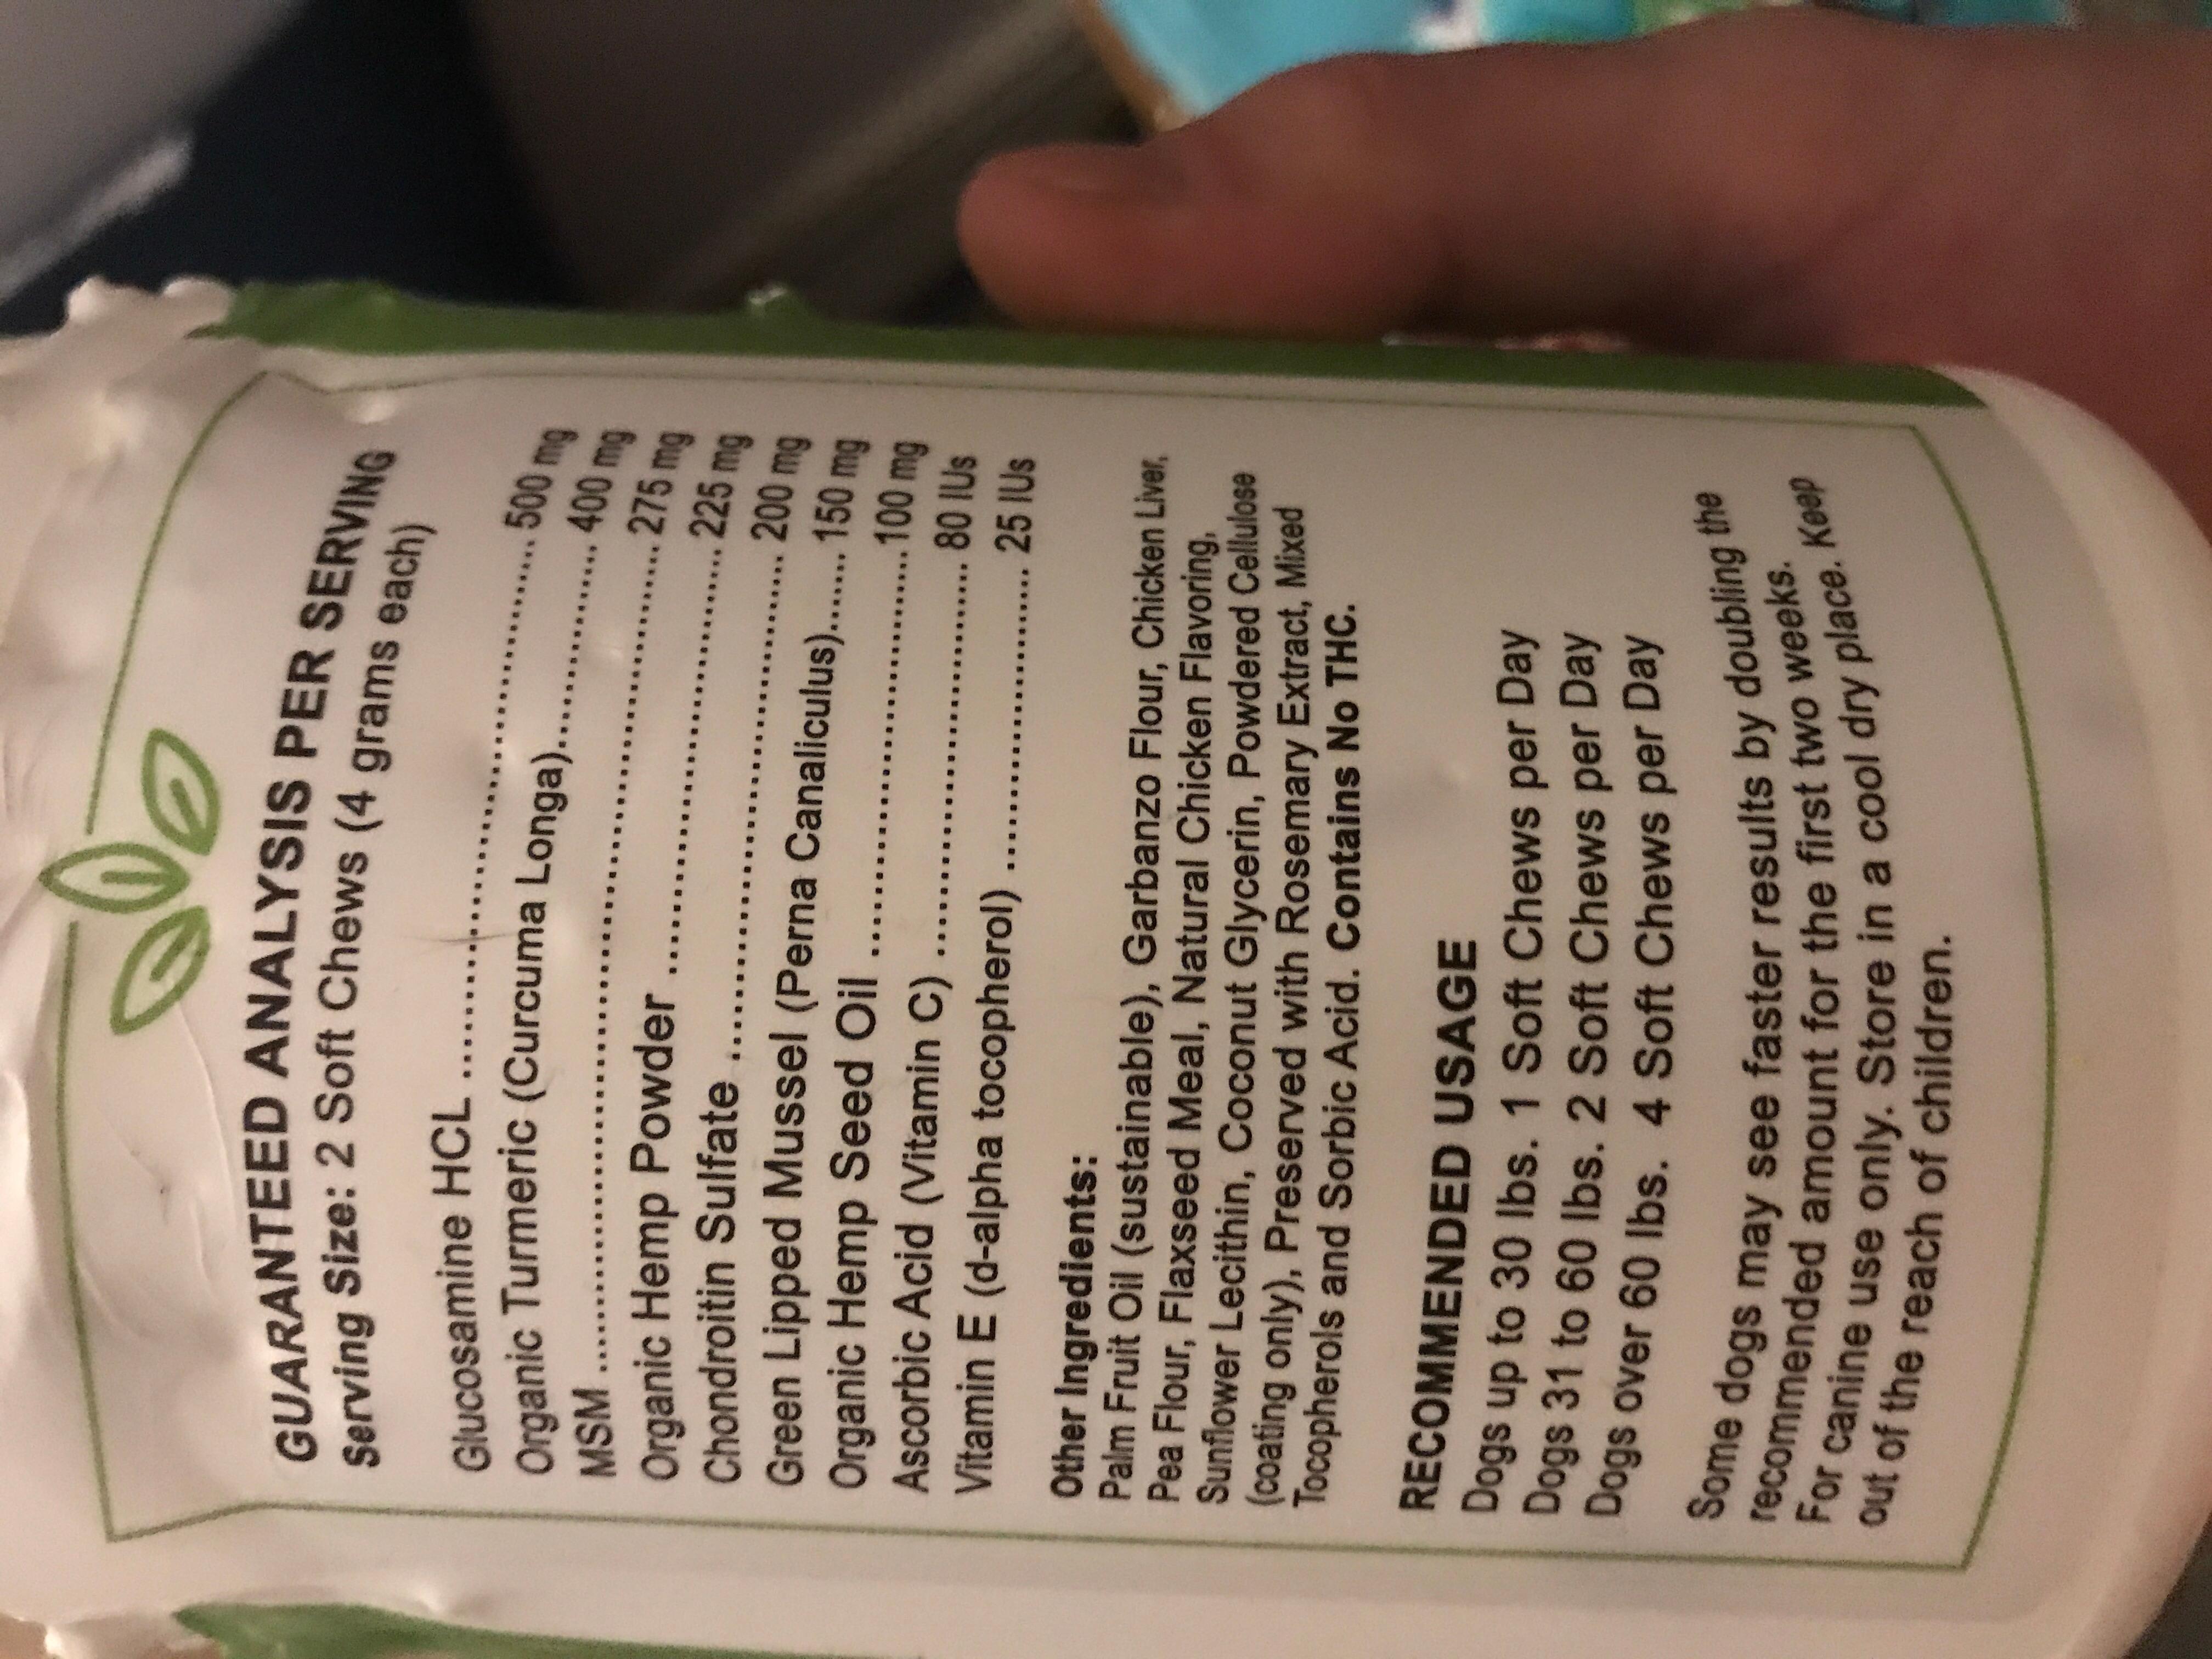 GUARANTEED ANALYSIS PER SERVING
Serving Size: 2 Soft Chews (4 grams each)
Glucosamine HCL .......................................... 500 mg
Organic Turmeric (Curcuma Longa)............... 400 mg
MSM .......................................................... 275 mg
Organic Hemp Powder ................................ 225 mg
Chondroitin Sulfate ..................................... 200 mg
Green Lipped Mussel (Perna Canaliculus)....... 150 mg
Organic Hemp Seed Oil ............................... 100 mg
Ascorbic Acid (Vitamin C) ............................. 80 IUs
Vitamin E (d-alpha tocopherol) ...................... 25 IUs
Other Ingredients:
Palm Fruit Oil (sustainable), Garbanzo Flour, Chicken Liver,
Pea Flour, Flaxseed Meal, Natural Chicken Flavoring,
Sunflower Lecithin, Coconut Glycerin, Powdered Cellulose
(coating only), Preserved with Rosemary Extract, Mixed
Tocopherols and Sorbic Acid. Contains No THC.
RECOMMENDED USAGE
Dogs up to 30 lbs. 1 Soft Chews per Day
Dogs 31 to 60 lbs. 2 Soft Chews per Day
Dogs over 60 lbs. 4 Soft Chews per Day
Some dogs may see faster results by doubling the
recommended amount for the first two weeks.
For canine use only. Store in a cool dry place. Keep
out of the reach of children.